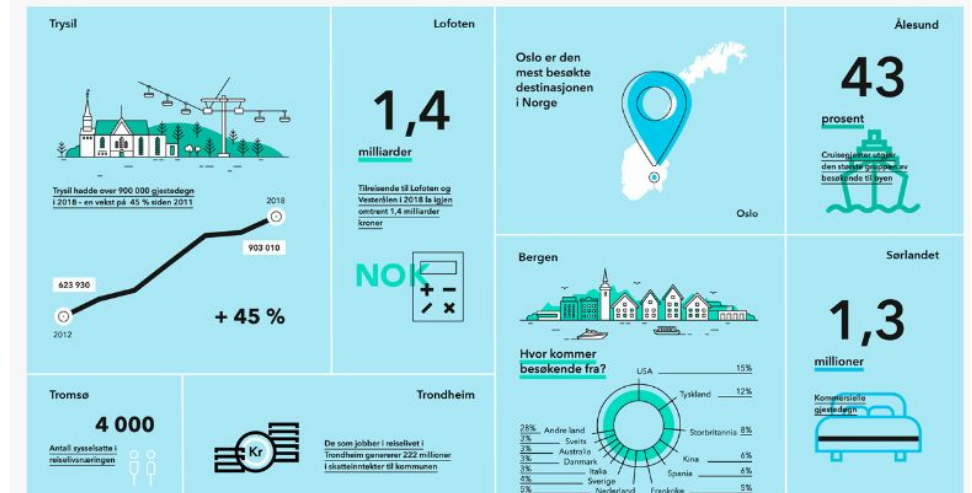 Trysil
Trysil hadde over 900 000 gjestedøgn
i 2018 - en vekst på 45 % siden 2011
2018
903 010
623 930
2012
+ 45 %
Lofoten
1,4
milliarder
Tilreisende til Lofoten og
Vesterålen i 2018 la igjen
omtrent 1,4 milliarder
kroner
NOK
Oslo er den
mest besøkte
destinasjonen
i Norge
Oslo
Ålesund
43
prosent
Cruisegjester utgjør
den største gruppen av
besøkende til byen
Bergen
Hvor kommer
besøkende fra?
USA 15%
Tyskland 12%
Storbritannia 8%
Kina 6%
Spania 6%
Frankrike 5%
28% Andre land
3% Sveits
3% Australia
3% Danmark
3% Italia
4% Sverige
5% Nederland
Sørlandet
1,3
millioner
Kommersielle
gjestedøgn
Tromsø
4 000
Antall sysselsatte i
reiselivsnæringen
Trondheim
Kr
De som jobber i reiselivet i
Trondheim genererer 222 millioner
i skatteinntekter til kommunen